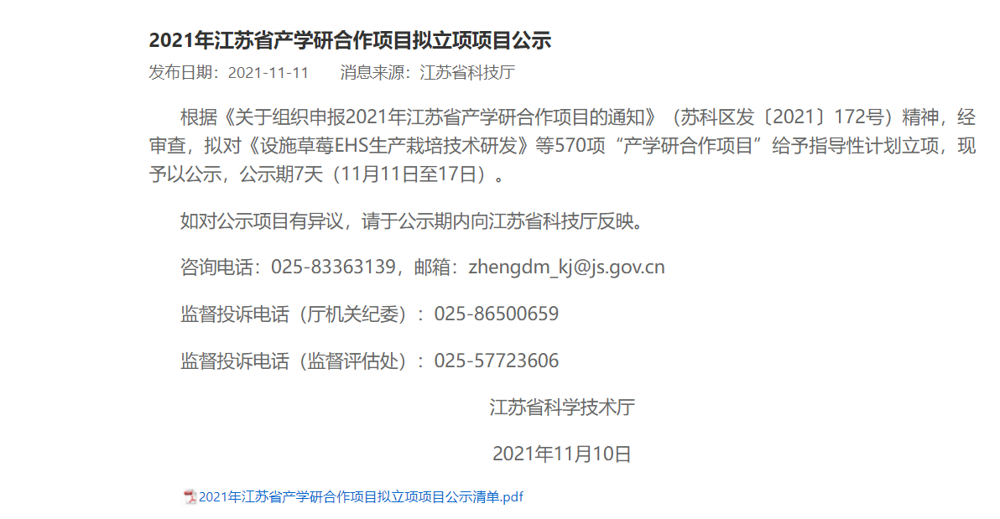 2021年江苏省产学研合作项目拟立项项目公示
发布日期：2021-11-11 消息来源：江苏省科技厅
根据《关于组织申报2021年江苏省产学研合作项目的通知》（苏科区发〔2021〕172号）精神，经
审查，拟对《设施草莓EHS生产栽培技术研发》等570项“产学研合作项目”给予指导性计划立项，现
予以公示，公示期7天（11月11日至17日）。
如对公示项目有异议，请于公示期内向江苏省科技厅反映。
咨询电话：025-83363139，邮箱：zhengdm_kj@js.gov.cn
监督投诉电话（厅机关纪委）：025-86500659
监督投诉电话（监督评估处）：025-57723606
江苏省科学技术厅
2021年11月10日
2021年江苏省产学研合作项目拟立项项目公示清单.pdf